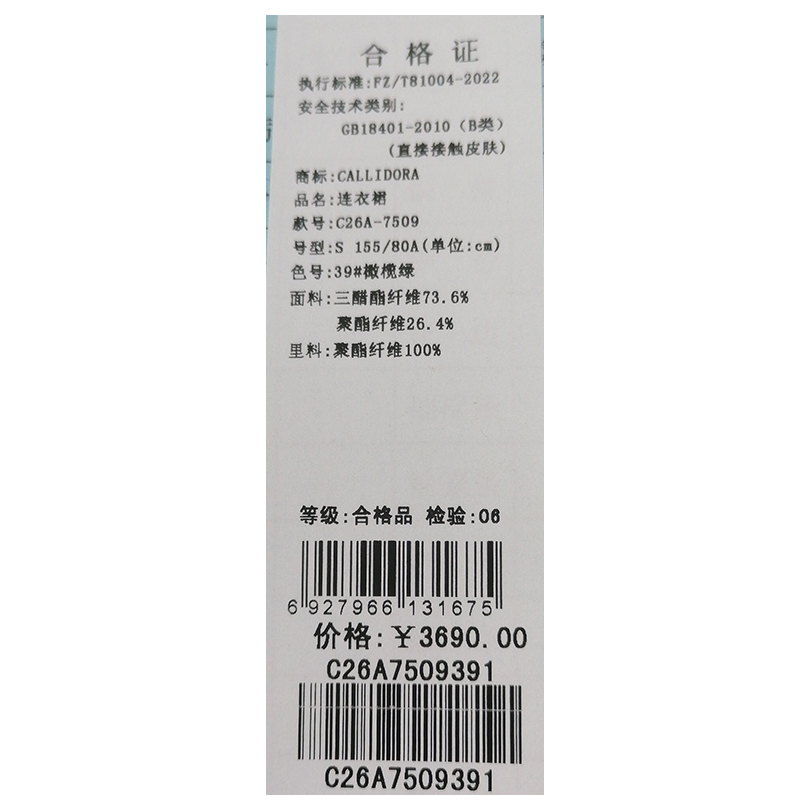 合格证
执行标准:FZ/T81004-2022
安全技术类别:
GB18401-2010（B类）
(直接接触皮肤)
商标:CALLIDORA
品名:连衣裙
款号:C26A-7509
号型:S 155/80A(单位:cm)
色号:39#橄榄绿
面料:三醋酯纤维73.6%
聚酯纤维26.4%
里料:聚酯纤维100%
等级:合格品 检验:06
6 927966 131675
价格:￥3690.00
C26A7509391
C26A7509391